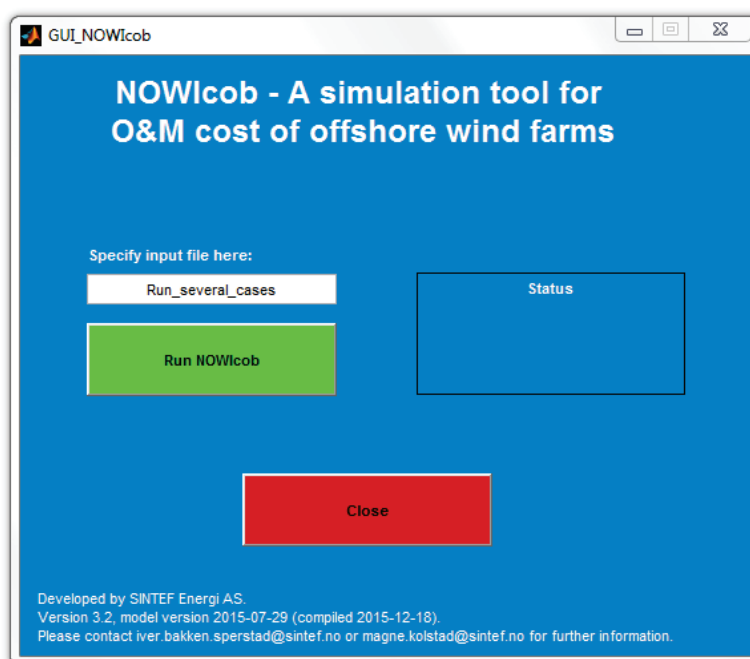 GUI_NOWIcob
NOWIcob - A simulation tool for
O&M cost of offshore wind farms
Specify input file here:
Run_several_cases
Status
Run NOWIcob
Close
Developed by SINTEF Energi AS.
Version 3.2, model version 2015-07-29 (compiled 2015-12-18).
Please contact iver.bakken.sperstad@sintef.no or magne.kolstad@sintef.no for further information.